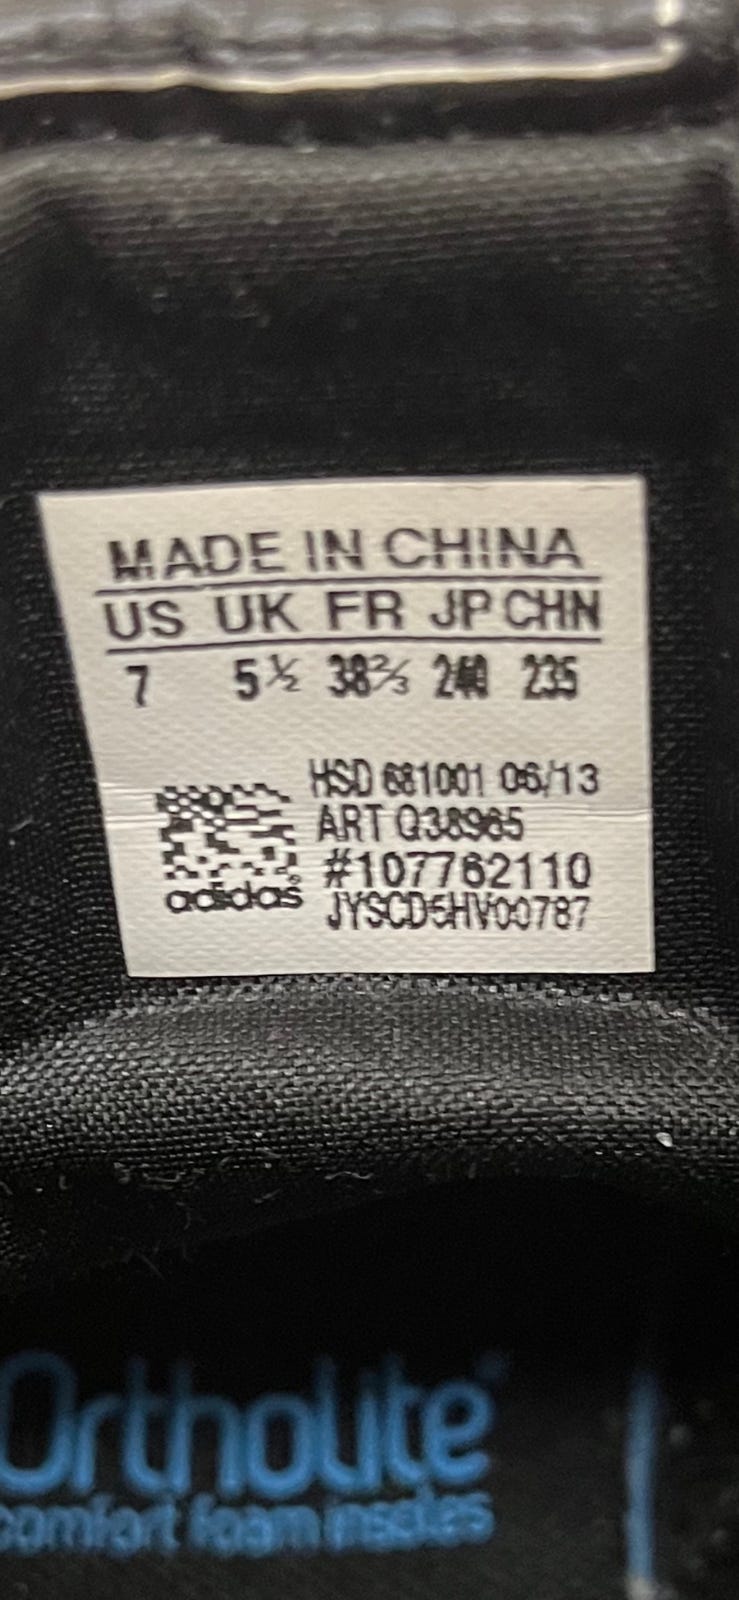 MADE IN CHINA
US UK FR JP CHN
7 5½ 38⅔ 240 235
HSD 681001 06/13
ART Q38965
#107762110
JYSCD5HV00787
adidas®
Ortholite®
comfort foam insoles